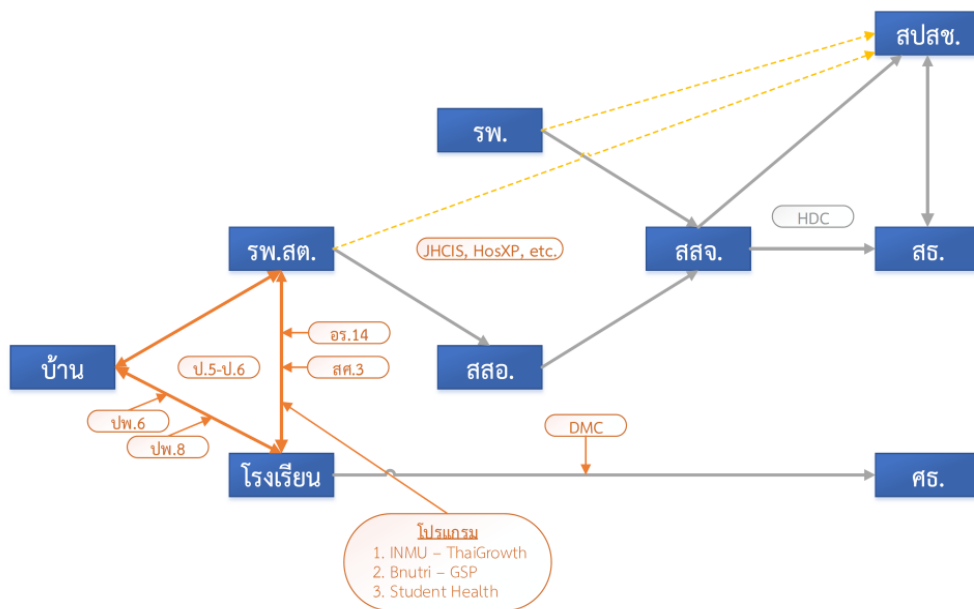 สปสช.
รพ.
รพ.สต.
JHCIS, HosXP, etc.
สสจ.
HDC
สธ.
อร.14
บ้าน
ป.5-ป.6
สศ.3
สสอ.
ปพ.6
ปพ.8
DMC
โรงเรียน
ศธ.
โปรแกรม
1. INMU – ThaiGrowth
2. Bnutri – GSP
3. Student Health